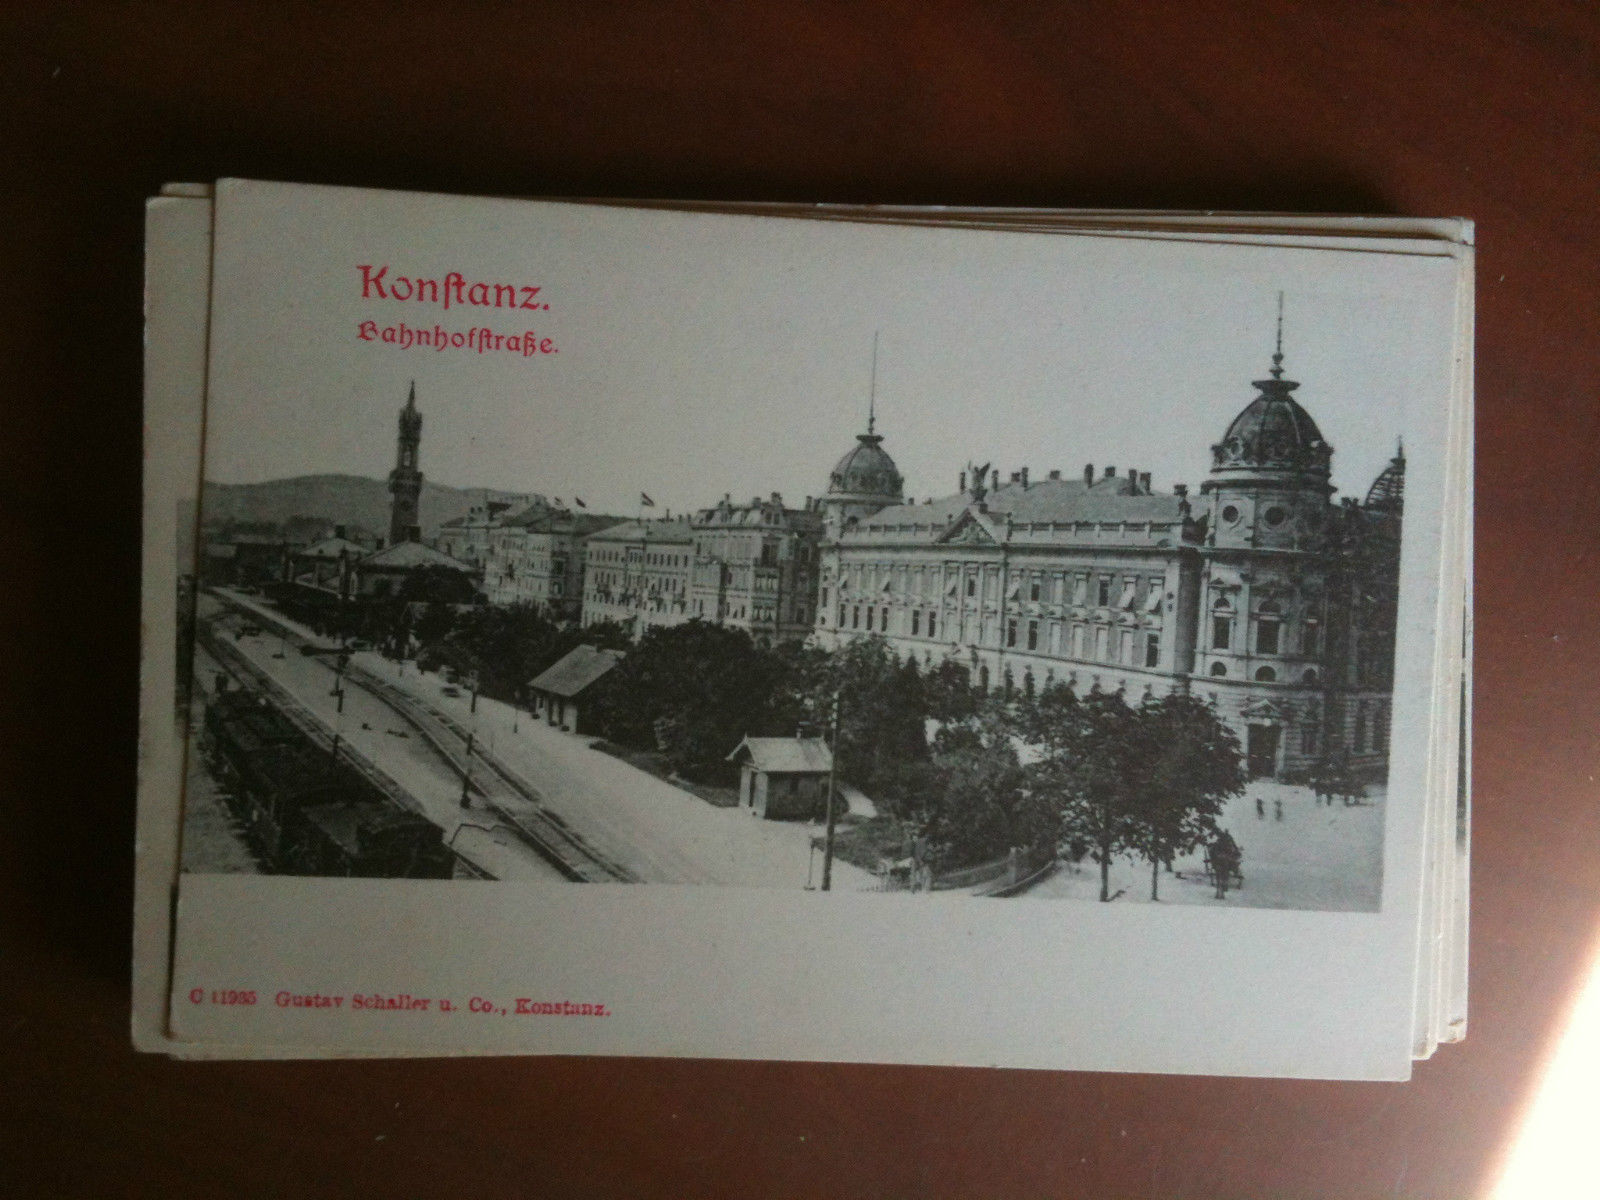 Konſtanz.
Bahnhofſtraße.
C 11935 Guſtav Schaller u. Co., Konſtanz.